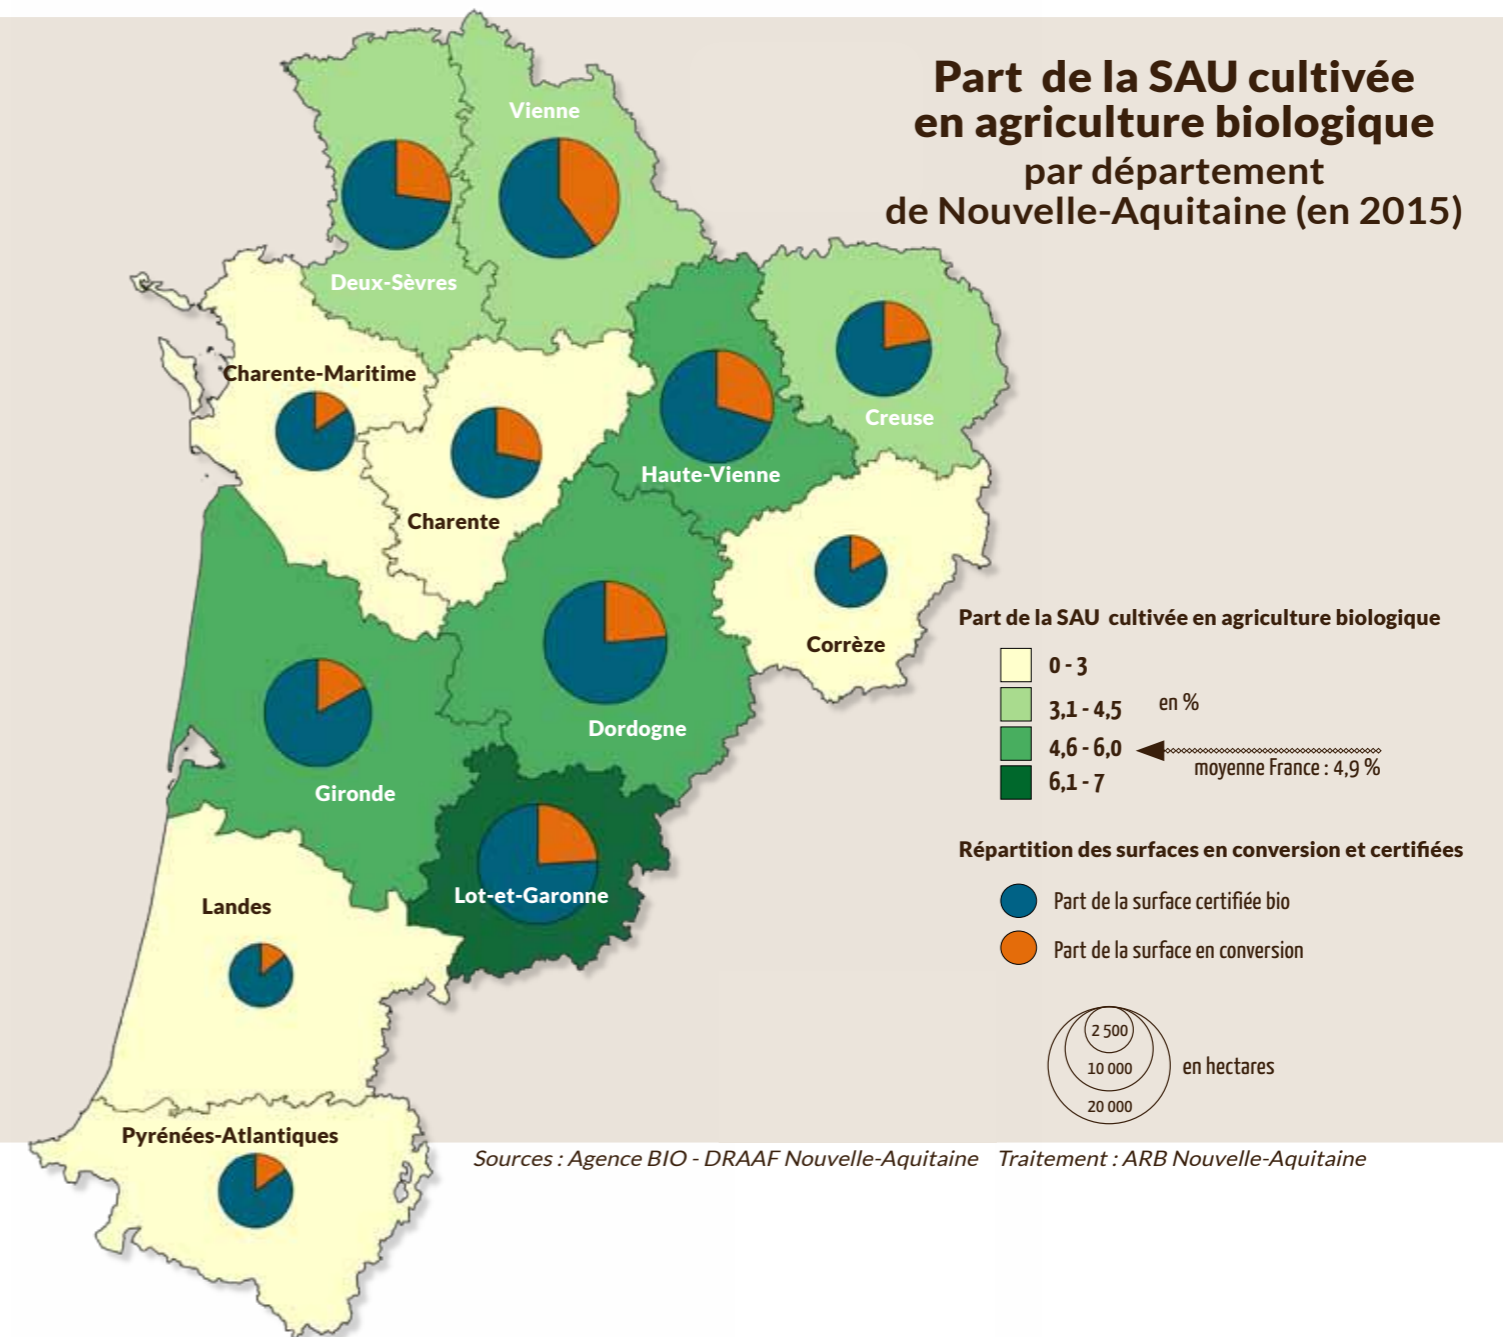 Part de la SAU cultivée
en agriculture biologique
par département
de Nouvelle-Aquitaine (en 2015)
Vienne
Deux-Sèvres
Charente-Maritime
Creuse
Haute-Vienne
Charente
Corrèze
Dordogne
Gironde
Lot-et-Garonne
Landes
Pyrénées-Atlantiques
Part de la SAU cultivée en agriculture biologique
0 - 3
3,1 - 4,5
en %
4,6 - 6,0
moyenne France : 4,9 %
6,1 - 7
Répartition des surfaces en conversion et certifiées
Part de la surface certifiée bio
Part de la surface en conversion
2 500
10 000
en hectares
20 000
Sources : Agence BIO - DRAAF Nouvelle-Aquitaine Traitement : ARB Nouvelle-Aquitaine